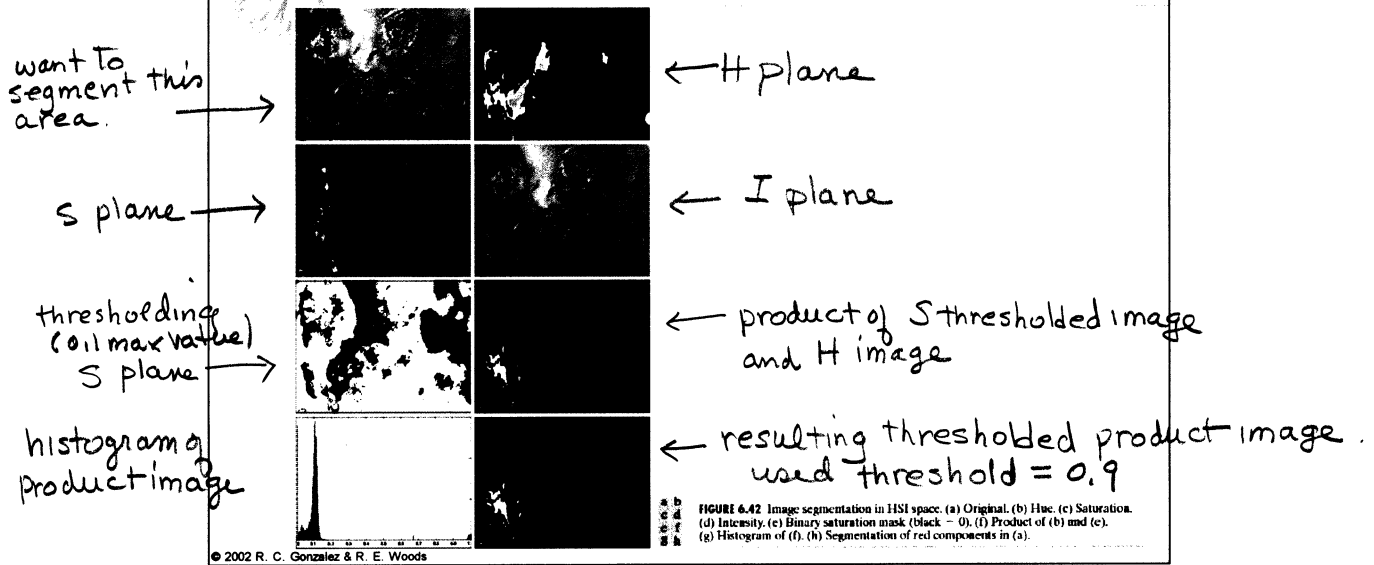 want To
segment this
area.
H plane
S plane
I plane
thresholding
(0.1 max value)
S plane
product of S thresholded image
and H image
histogram of
product image
resulting thresholded product image.
used threshold = 0.9
a b
c d
e f
g h
FIGURE 6.42 Image segmentation in HSI space. (a) Original. (b) Hue. (c) Saturation.
(d) Intensity. (e) Binary saturation mask (black = 0). (f) Product of (b) and (e).
(g) Histogram of (f). (h) Segmentation of red components in (a).
© 2002 R. C. Gonzalez & R. E. Woods